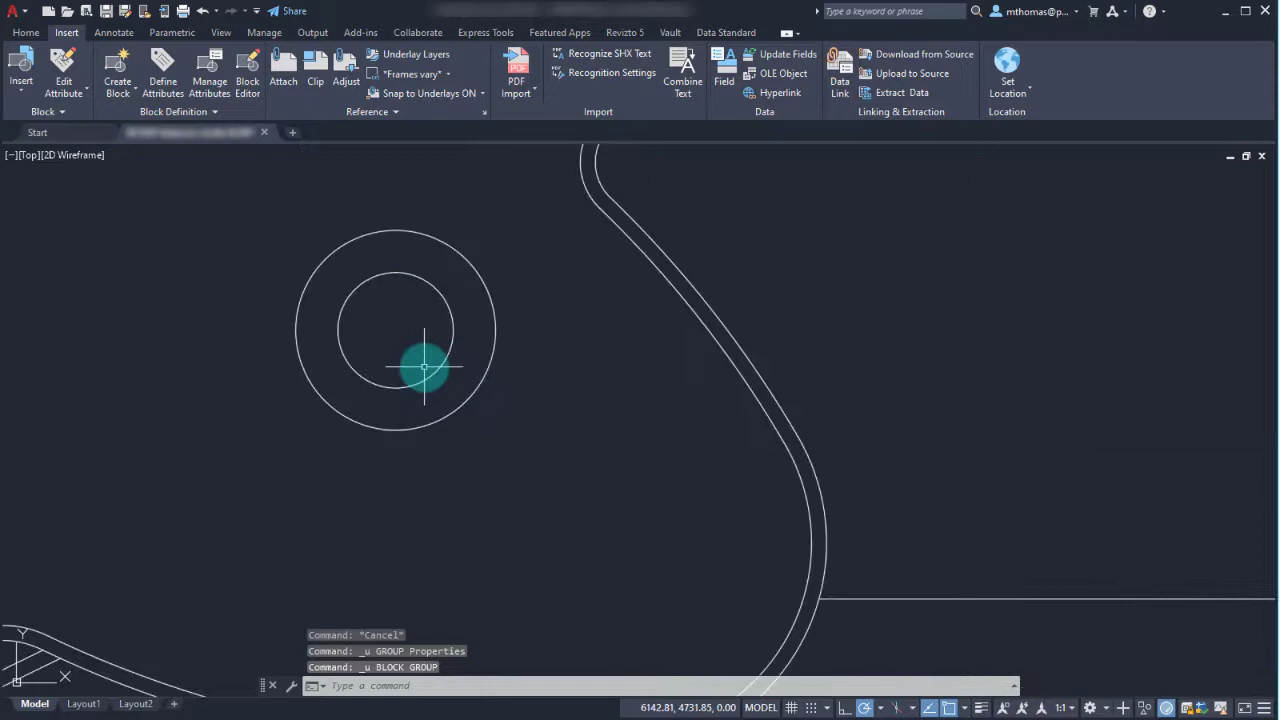 Share
Type a keyword or phrase
mthomas@p...
Home Insert Annotate Parametric View Manage Output Add-ins Collaborate Express Tools Featured Apps Revizto 5 Vault Data Standard
Insert
Edit Attribute
Create Block
Define Attributes
Manage Attributes
Block Editor
Attach
Clip
Adjust
Underlay Layers
*Frames vary*
Snap to Underlays ON
PDF Import
Recognize SHX Text
Recognition Settings
Combine Text
Field
Update Fields
OLE Object
Hyperlink
Data Link
Download from Source
Upload to Source
Extract Data
Set Location
Block Block Definition Reference Import Data Linking & Extraction Location
Start
[−][Top][2D Wireframe]
Y
X
Command: *Cancel*
Command: _u GROUP Properties
Command: _u BLOCK GROUP
Type a command
Model Layout1 Layout2 +
6142.81, 4731.85, 0.00 MODEL 1:1